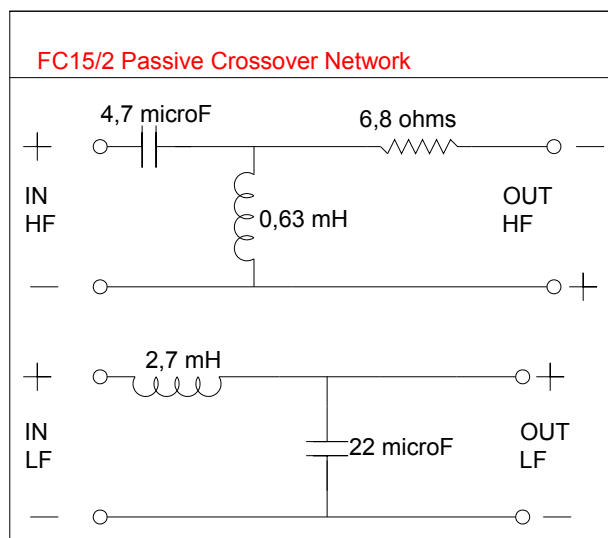 FC15/2 Passive Crossover Network
4,7 microF
6,8 ohms
+
−
IN
HF
0,63 mH
OUT
HF
−
+
2,7 mH
+
+
IN
LF
22 microF
OUT
LF
−
−